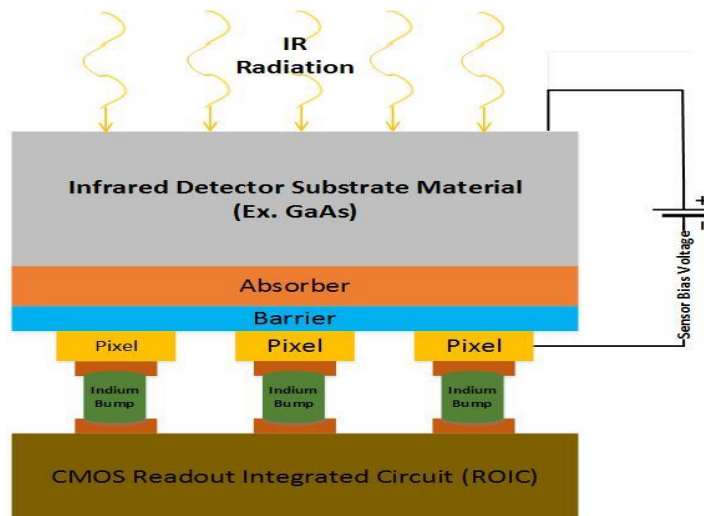 IR
Radiation
+
-
Infrared Detector Substrate Material
(Ex. GaAs)
Sensor Bias Voltage
Absorber
Barrier
Pixel
Pixel
Pixel
Indium
Bump
Indium
Bump
Indium
Bump
CMOS Readout Integrated Circuit (ROIC)